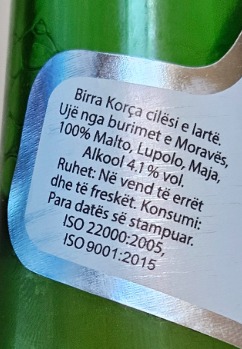 Birra Korça cilësi e lartë.
Ujë nga burimet e Moravës,
100% Malto, Lupolo, Maja,
Alkool 4.1 % vol.
Ruhet: Në vend të errët
dhe të freskët. Konsumi:
Para datës së stampuar.
ISO 22000:2005,
ISO 9001:2015